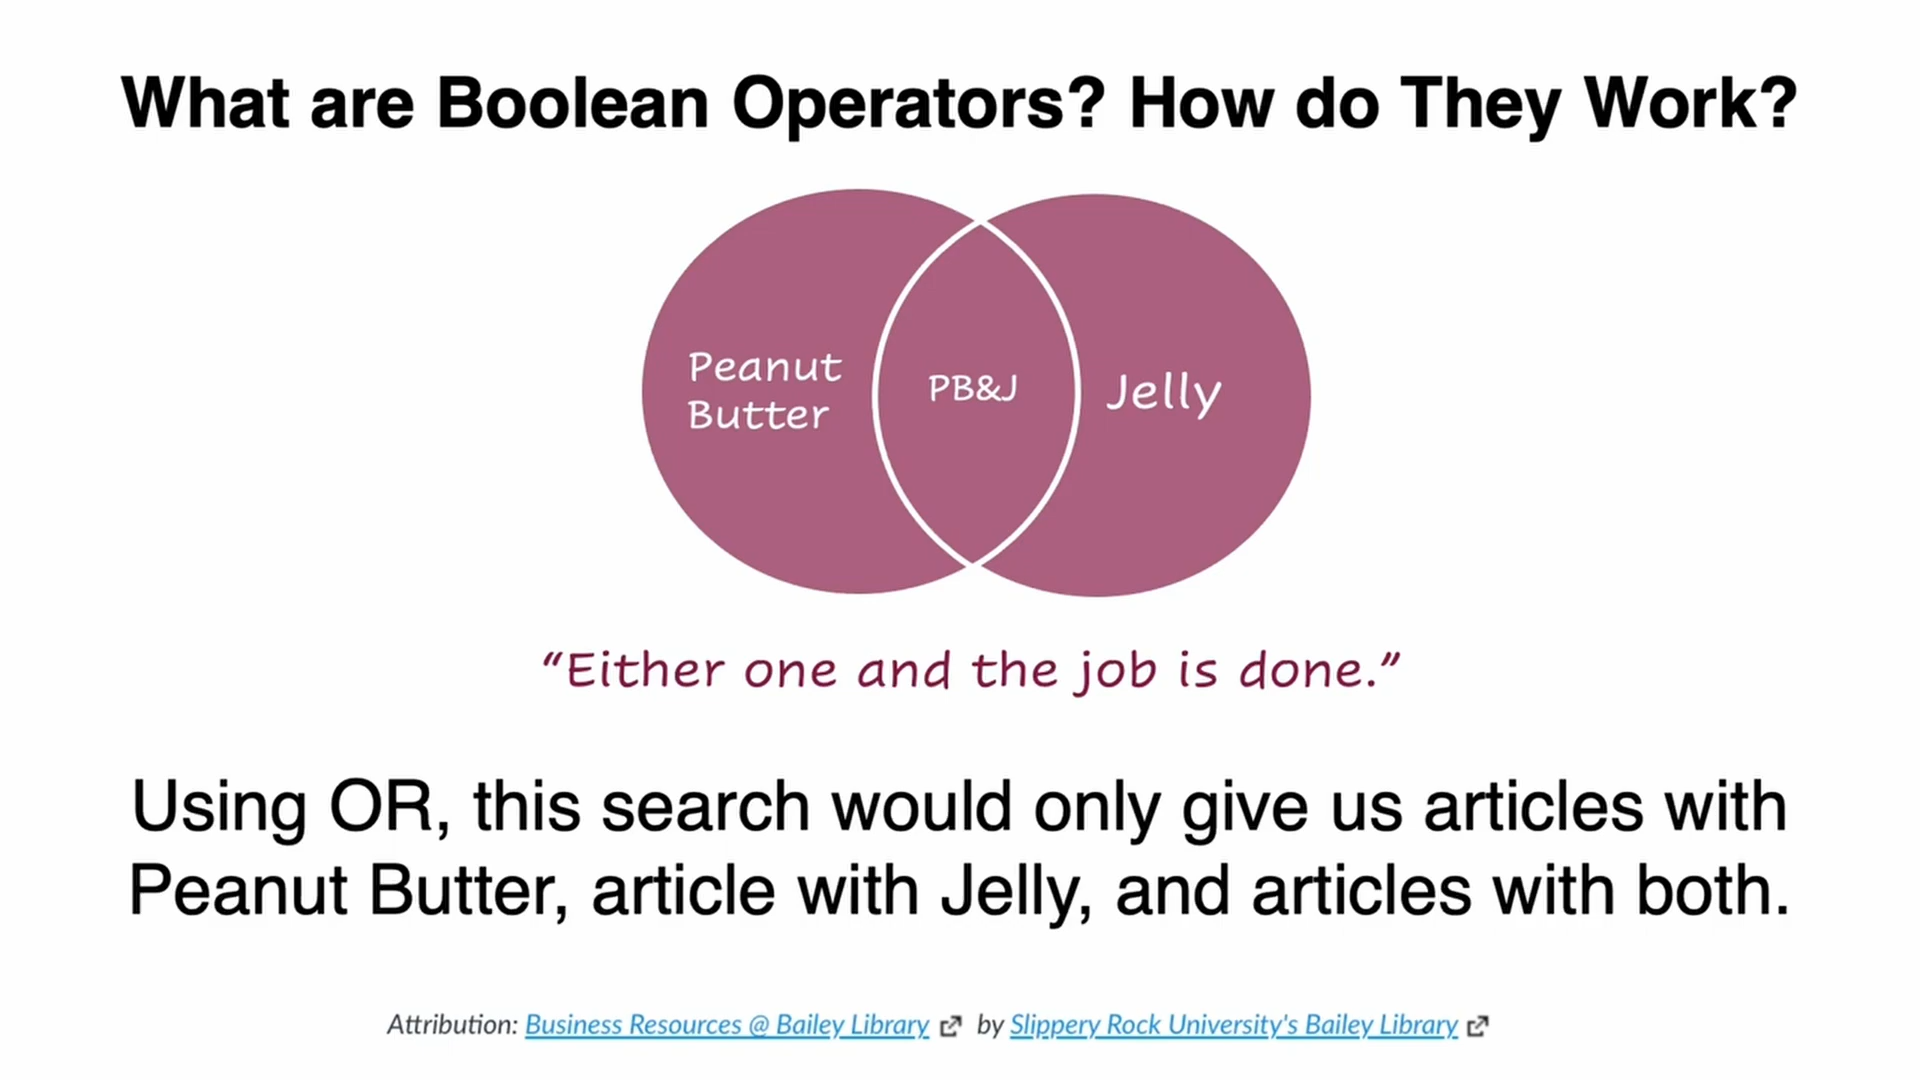 What are Boolean Operators? How do They Work?
Peanut
Butter
PB&J
Jelly
“Either one and the job is done.”
Using OR, this search would only give us articles with
Peanut Butter, article with Jelly, and articles with both.
Attribution: Business Resources @ Bailey Library by Slippery Rock University's Bailey Library